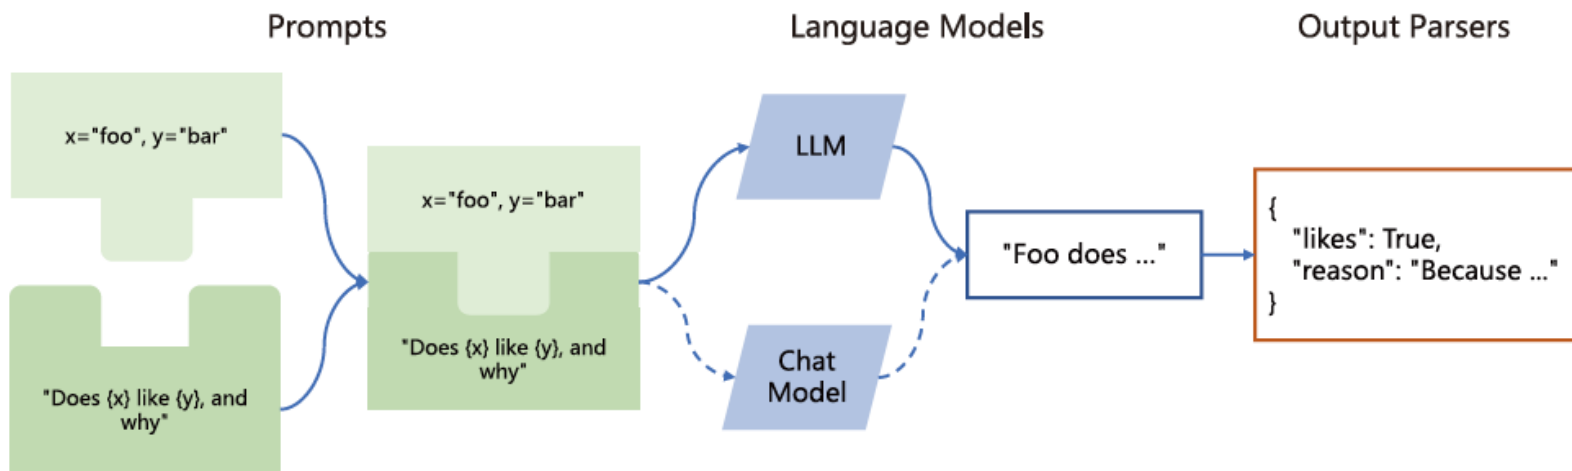 Prompts
Language Models
Output Parsers
x="foo", y="bar"
"Does {x} like {y}, and
why"
x="foo", y="bar"
"Does {x} like {y}, and
why"
LLM
Chat
Model
"Foo does ..."
{
"likes": True,
"reason": "Because ..."
}